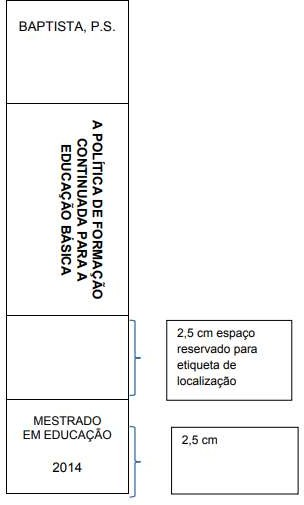 BAPTISTA, P.S.
A POLÍTICA DE FORMAÇÃO
CONTINUADA PARA A
EDUCAÇÃO BÁSICA
2,5 cm espaço
reservado para
etiqueta de
localização
MESTRADO
EM EDUCAÇÃO
2014
2,5 cm